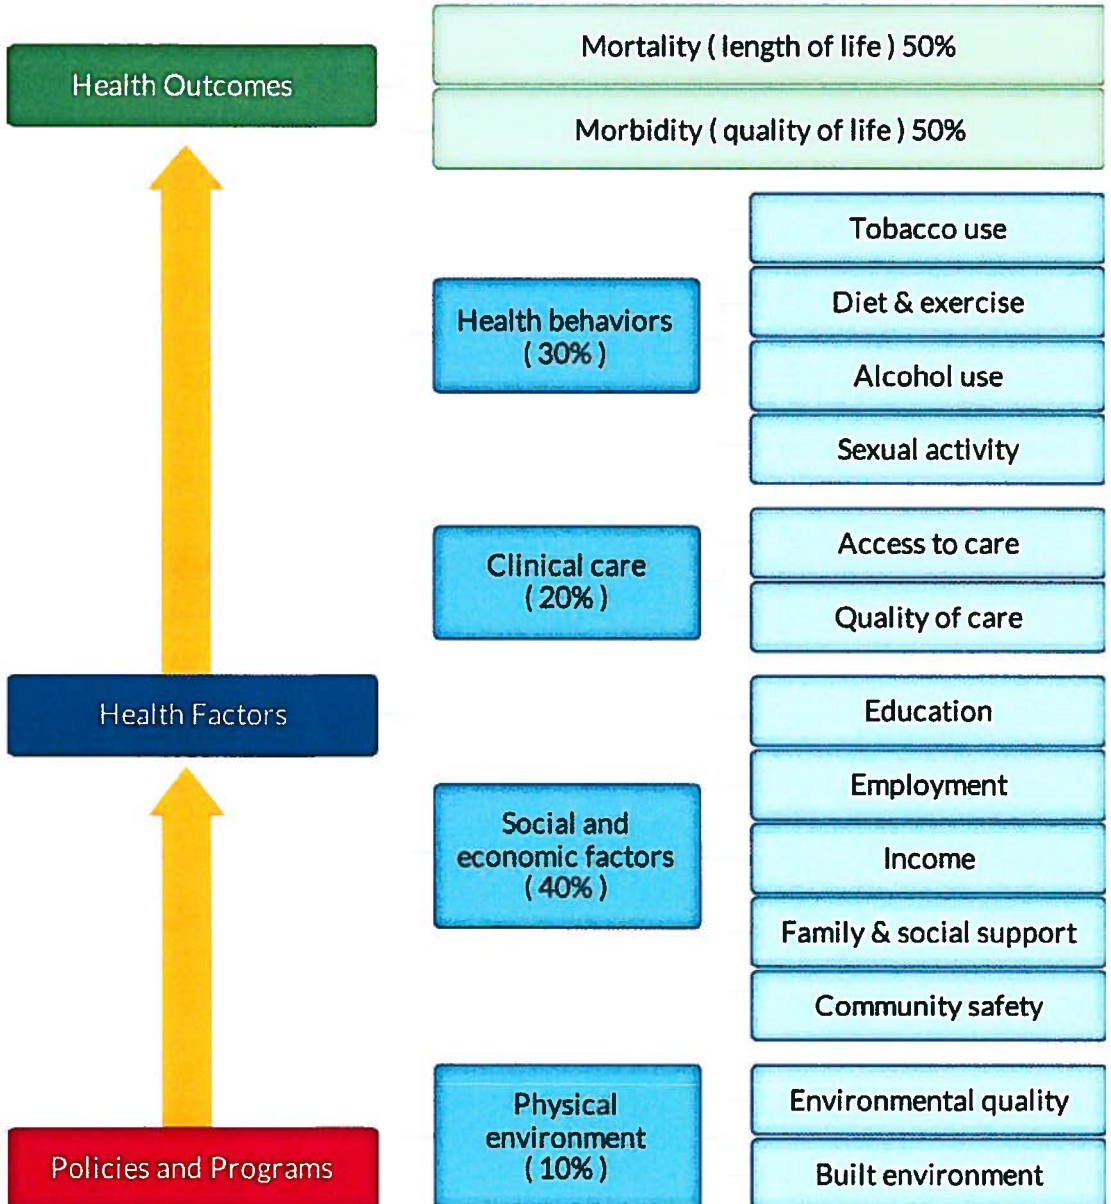 Health Outcomes
Mortality ( length of life ) 50%
Morbidity ( quality of life ) 50%
Tobacco use
Health behaviors
( 30% )
Diet & exercise
Alcohol use
Sexual activity
Clinical care
( 20% )
Access to care
Quality of care
Health Factors
Social and
economic factors
( 40% )
Education
Employment
Income
Family & social support
Community safety
Policies and Programs
Physical
environment
( 10% )
Environmental quality
Built environment